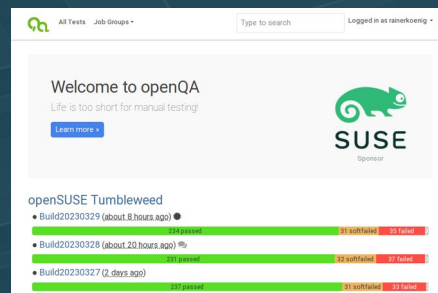 All Tests Job Groups
Type to search
Logged in as rainerkoenig
Welcome to openQA
Life is too short for manual testing!
Learn more »
SUSE
Sponsor
openSUSE Tumbleweed
Build20230329 (about 8 hours ago)
234 passed 31 softfailed 35 failed
Build20230328 (about 20 hours ago)
231 passed 32 softfailed 37 failed
Build20230327 (2 days ago)
237 passed 31 softfailed 33 failed